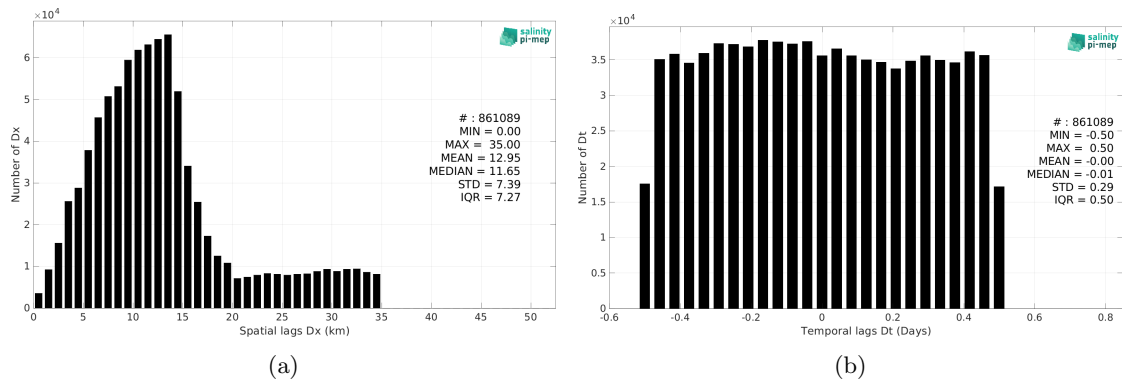 ×10⁴
6
5
4
3
2
1
0
Number of Dx
0 5 10 15 20 25 30 35 40 45 50
Spatial lags Dx (km)
salinity
pi-mep
# : 861089
MIN = 0.00
MAX = 35.00
MEAN = 12.95
MEDIAN = 11.65
STD = 7.39
IQR = 7.27
(a)
×10⁴
3.5
3
2.5
2
1.5
1
0.5
0
Number of Dt
-0.6 -0.4 -0.2 0 0.2 0.4 0.6 0.8
Temporal lags Dt (Days)
salinity
pi-mep
# : 861089
MIN = -0.50
MAX = 0.50
MEAN = -0.00
MEDIAN = -0.01
STD = 0.29
IQR = 0.50
(b)